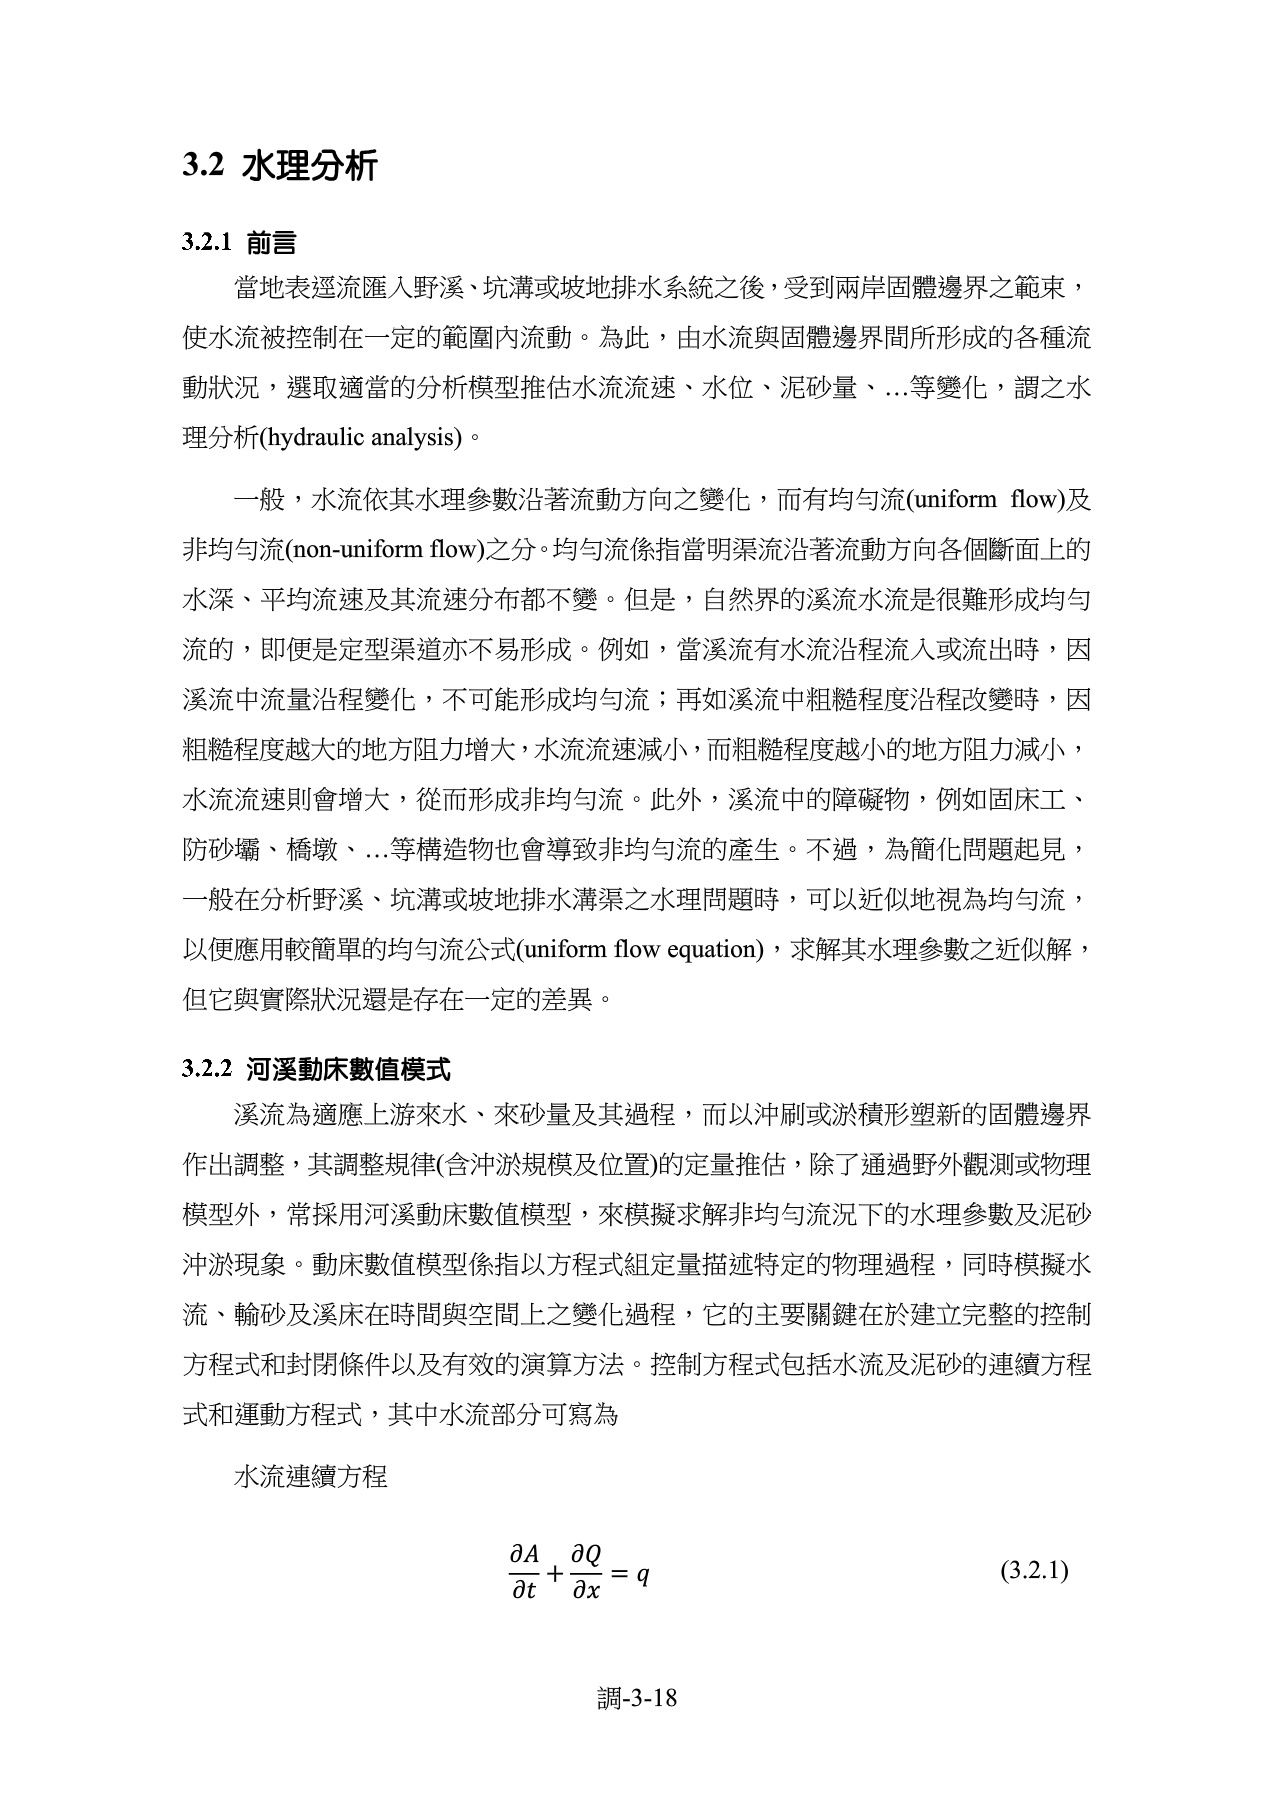 3.2 水理分析
3.2.1 前言
當地表逕流匯入野溪、坑溝或坡地排水系統之後，受到兩岸固體邊界之範束，
使水流被控制在一定的範圍內流動。為此，由水流與固體邊界間所形成的各種流
動狀況，選取適當的分析模型推估水流流速、水位、泥砂量、…等變化，謂之水
理分析(hydraulic analysis)。
一般，水流依其水理參數沿著流動方向之變化，而有均勻流(uniform flow)及
非均勻流(non-uniform flow)之分。均勻流係指當明渠流沿著流動方向各個斷面上的
水深、平均流速及其流速分布都不變。但是，自然界的溪流水流是很難形成均勻
流的，即便是定型渠道亦不易形成。例如，當溪流有水流沿程流入或流出時，因
溪流中流量沿程變化，不可能形成均勻流；再如溪流中粗糙程度沿程改變時，因
粗糙程度越大的地方阻力增大，水流流速減小，而粗糙程度越小的地方阻力減小，
水流流速則會增大，從而形成非均勻流。此外，溪流中的障礙物，例如固床工、
防砂壩、橋墩、…等構造物也會導致非均勻流的產生。不過，為簡化問題起見，
一般在分析野溪、坑溝或坡地排水溝渠之水理問題時，可以近似地視為均勻流，
以便應用較簡單的均勻流公式(uniform flow equation)，求解其水理參數之近似解，
但它與實際狀況還是存在一定的差異。
3.2.2 河溪動床數值模式
溪流為適應上游來水、來砂量及其過程，而以沖刷或淤積形塑新的固體邊界
作出調整，其調整規律(含沖淤規模及位置)的定量推估，除了通過野外觀測或物理
模型外，常採用河溪動床數值模型，來模擬求解非均勻流況下的水理參數及泥砂
沖淤現象。動床數值模型係指以方程式組定量描述特定的物理過程，同時模擬水
流、輸砂及溪床在時間與空間上之變化過程，它的主要關鍵在於建立完整的控制
方程式和封閉條件以及有效的演算方法。控制方程式包括水流及泥砂的連續方程
式和運動方程式，其中水流部分可寫為
水流連續方程
∂A/∂t + ∂Q/∂x = q (3.2.1)
調-3-18